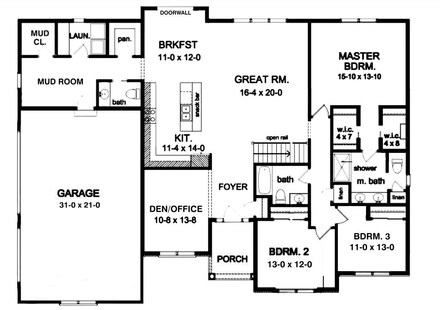 DOORWALL
MUD
CL.
LAUN.
pan.
BRKFST
11-0 x 12-0
MASTER
BDRM.
15-10 x 13-10
MUD ROOM
GREAT RM.
16-4 x 20-0
bath
snack bar
w.i.c.
4 x 7
w.i.c.
4 x 8
KIT.
11-4 x 14-0
open rail
shower
m. bath
bath
GARAGE
31-0 x 21-0
FOYER
linen
linen
DEN/OFFICE
10-8 x 13-8
BDRM. 3
11-0 x 13-0
BDRM. 2
13-0 x 12-0
PORCH